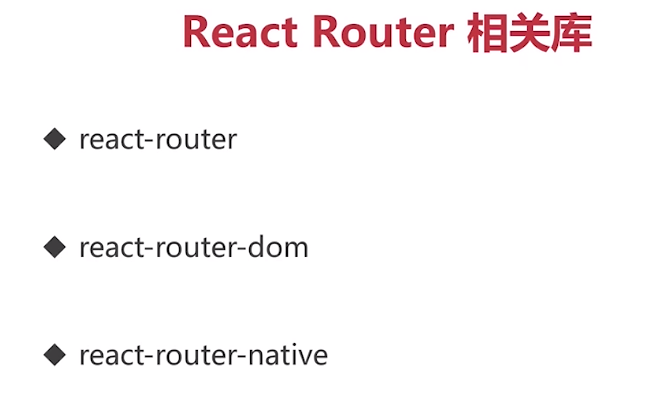 React Router 相关库
◆ react-router
◆ react-router-dom
◆ react-router-native